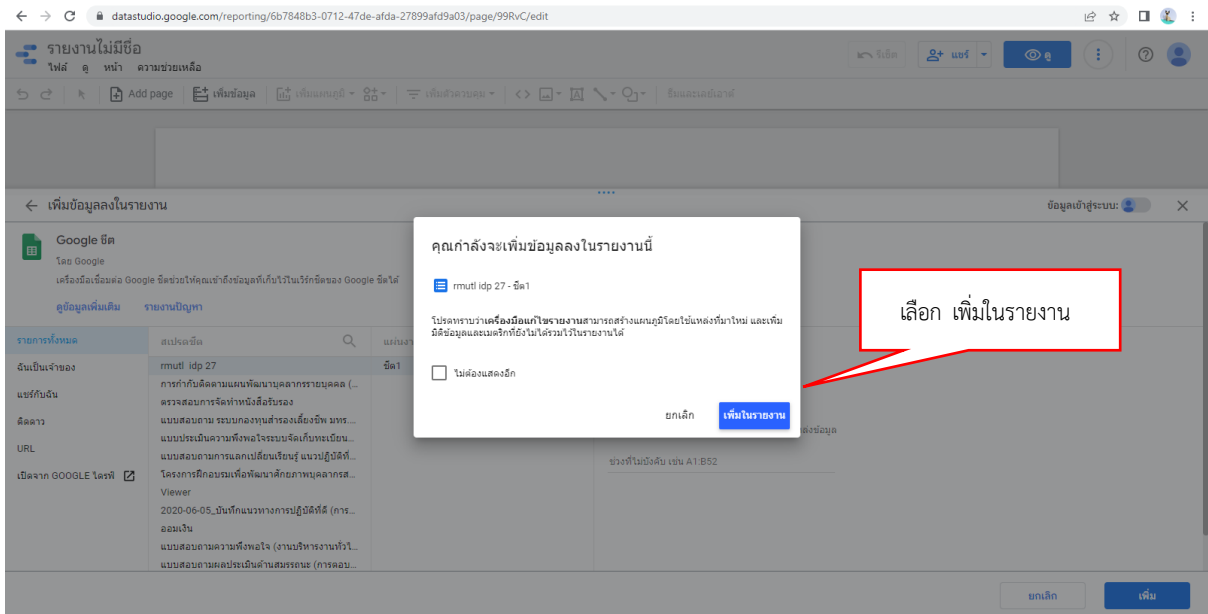 datastudio.google.com/reporting/6b7848b3-0712-47de-afda-27899afd9a03/page/99RvC/edit
รายงานไม่มีชื่อ
ไฟล์ ดู หน้า ความช่วยเหลือ
รีเซ็ต
แชร์
ดู
Add page
เพิ่มข้อมูล
เพิ่มแผนภูมิ
เพิ่มตัวควบคุม
ธีมและเลย์เอาต์
เพิ่มข้อมูลลงในรายงาน
ข้อมูลเข้าสู่ระบบ:
Google ชีต
โดย Google
เครื่องมือเชื่อมต่อ Google ชีตช่วยให้คุณเข้าถึงข้อมูลที่เก็บไว้ในเวิร์กชีตของ Google ชีตได้
ดูข้อมูลเพิ่มเติม รายงานปัญหา
รายการทั้งหมด
ฉันเป็นเจ้าของ
แชร์กับฉัน
ติดดาว
URL
เปิดจาก GOOGLE ไดรฟ์
สเปรดชีต
rmutl idp 27
การกำกับติดตามแผนพัฒนาบุคลากรรายบุคคล (...
ตรวจสอบการจัดทำหนังสือรับรอง
แบบสอบถาม ระบบกองทุนสำรองเลี้ยงชีพ มทร....
แบบประเมินความพึงพอใจระบบจัดเก็บทะเบียน...
แบบสอบถามการแลกเปลี่ยนเรียนรู้ แนวปฏิบัติที่...
โครงการฝึกอบรมเพื่อพัฒนาศักยภาพบุคลากรส...
Viewer
2020-06-05_บันทึกแนวทางการปฏิบัติที่ดี (การ...
ออมเงิน
แบบสอบถามความพึงพอใจ (งานบริหารงานทั่วไ...
แบบสอบถามผลประเมินด้านสมรรถนะ (การตอบ...
แผ่นงา
ชีต1
คุณกำลังจะเพิ่มข้อมูลลงในรายงานนี้
rmutl idp 27 - ชีต1
โปรดทราบว่าเครื่องมือแก้ไขรายงานสามารถสร้างแผนภูมิโดยใช้แหล่งที่มาใหม่ และเพิ่ม
มิติข้อมูลและเมตริกที่ยังไม่ได้รวมไว้ในรายงานได้
ไม่ต้องแสดงอีก
ยกเลิก เพิ่มในรายงาน
ล่งข้อมูล
ช่วงที่ไม่บังคับ เช่น A1:B52
เลือก เพิ่มในรายงาน
ยกเลิก เพิ่ม